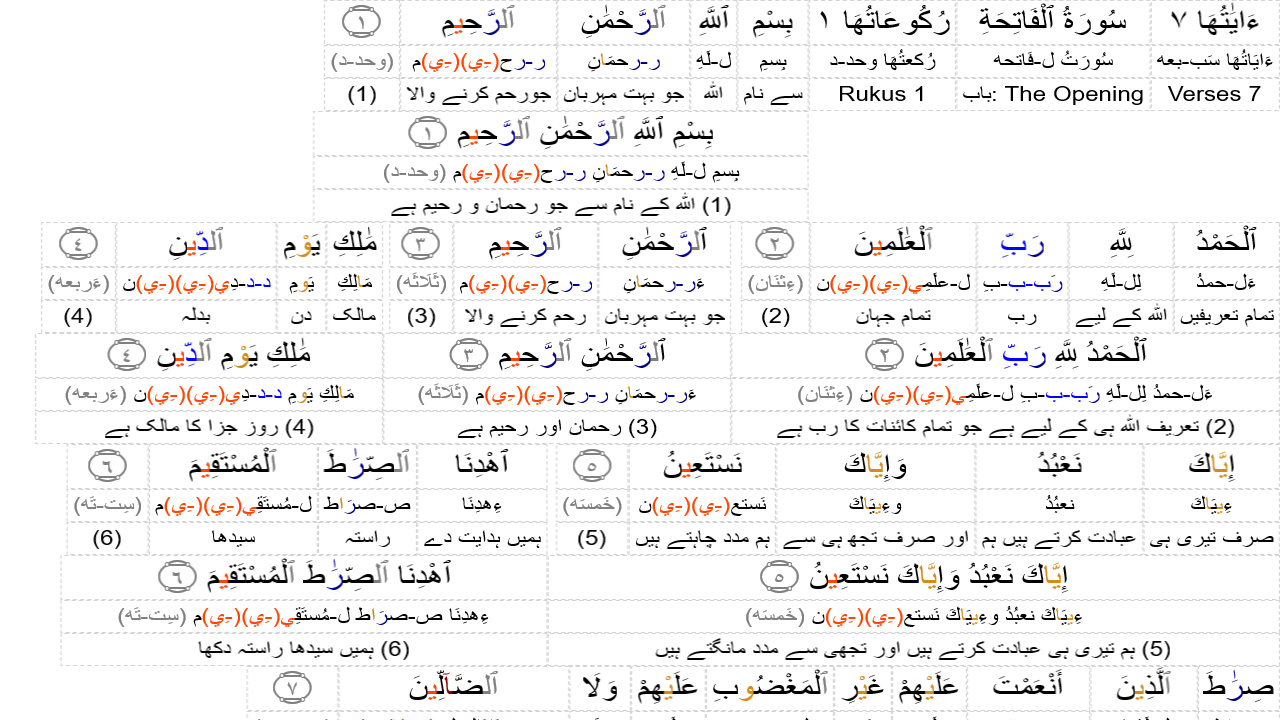 ءَايَٰتُهَا ٧ سُورَةُ ٱلْفَاتِحَةِ رُكُوعَاتُهَا ١ بِسْمِ ٱللَّهِ ٱلرَّحْمَٰنِ ٱلرَّحِيمِ ١
ءَايَاتُهَا سَب-بعه سُورَتُ ل-فَاتحه رُكعتُهَا وحد-د بِسمِ ل-لَهِ ر-رحمَانِ ر-رح(-ِي)(-ِي)م (وحد-د)
Verses 7 باب: The Opening Rukus 1 سے نام اللہ جو بہت مہربان جورحم کرنے والا (1)
بِسْمِ ٱللَّهِ ٱلرَّحْمَٰنِ ٱلرَّحِيمِ ١
بِسمِ ل-لَهِ ر-رحمَانِ ر-رح(-ِي)(-ِي)م (وحد-د)
(1) اللہ کے نام سے جو رحمان و رحیم ہے
ٱلْحَمْدُ لِلَّهِ رَبِّ ٱلْعَٰلَمِينَ ٢ ٱلرَّحْمَٰنِ ٱلرَّحِيمِ ٣ مَٰلِكِ يَوْمِ ٱلدِّينِ ٤
ءَل-حمدُ لِل-لَهِ رَب-ب-بِ ل-علَمِي(-ِي)(-ِي)ن (ءِثنَان) ءَر-رحمَانِ ر-رح(-ِي)(-ِي)م (ثَلَاثَه) مَالِكِ يَومِ د-د-دِي(-ِي)(-ِي)ن (ءَربعه)
تمام تعریفیں اللہ کے لیے رب تمام جہان (2) جو بہت مہربان رحم کرنے والا (3) مالک دن بدلہ (4)
ٱلْحَمْدُ لِلَّهِ رَبِّ ٱلْعَٰلَمِينَ ٢ ٱلرَّحْمَٰنِ ٱلرَّحِيمِ ٣ مَٰلِكِ يَوْمِ ٱلدِّينِ ٤
ءَل-حمدُ لِل-لَهِ رَب-ب-بِ ل-علَمِي(-ِي)(-ِي)ن (ءِثنَان) ءَر-رحمَانِ ر-رح(-ِي)(-ِي)م (ثَلَاثَه) مَالِكِ يَومِ د-د-دِي(-ِي)(-ِي)ن (ءَربعه)
(2) تعریف اللہ ہی کے لیے ہے جو تمام کائنات کا رب ہے (3) رحمان اور رحیم ہے (4) روز جزا کا مالک ہے
إِيَّاكَ نَعْبُدُ وَإِيَّاكَ نَسْتَعِينُ ٥ ٱهْدِنَا ٱلصِّرَٰطَ ٱلْمُسْتَقِيمَ ٦
ءِيِيَاكَ نعبُدُ وءِيِيَاكَ نَستع(-ِي)(-ِي)ن (خَمسَه) ءِهدِنَا ص-صرَاط ل-مُستَقِي(-ِي)(-ِي)م (سِت-تَه)
صرف تیری ہی عبادت کرتے ہیں ہم اور صرف تجھ ہی سے ہم مدد چاہتے ہیں (5) ہمیں ہدایت دے راستہ سیدھا (6)
إِيَّاكَ نَعْبُدُ وَإِيَّاكَ نَسْتَعِينُ ٥ ٱهْدِنَا ٱلصِّرَٰطَ ٱلْمُسْتَقِيمَ ٦
ءِيِيَاكَ نعبُدُ وءِيِيَاكَ نَستع(-ِي)(-ِي)ن (خَمسَه) ءِهدِنَا ص-صرَاط ل-مُستَقِي(-ِي)(-ِي)م (سِت-تَه)
(5) ہم تیری ہی عبادت کرتے ہیں اور تجھی سے مدد مانگتے ہیں (6) ہمیں سیدھا راستہ دکھا
صِرَٰطَ ٱلَّذِينَ أَنْعَمْتَ عَلَيْهِمْ غَيْرِ ٱلْمَغْضُوبِ عَلَيْهِمْ وَلَا ٱلضَّآلِّينَ ٧